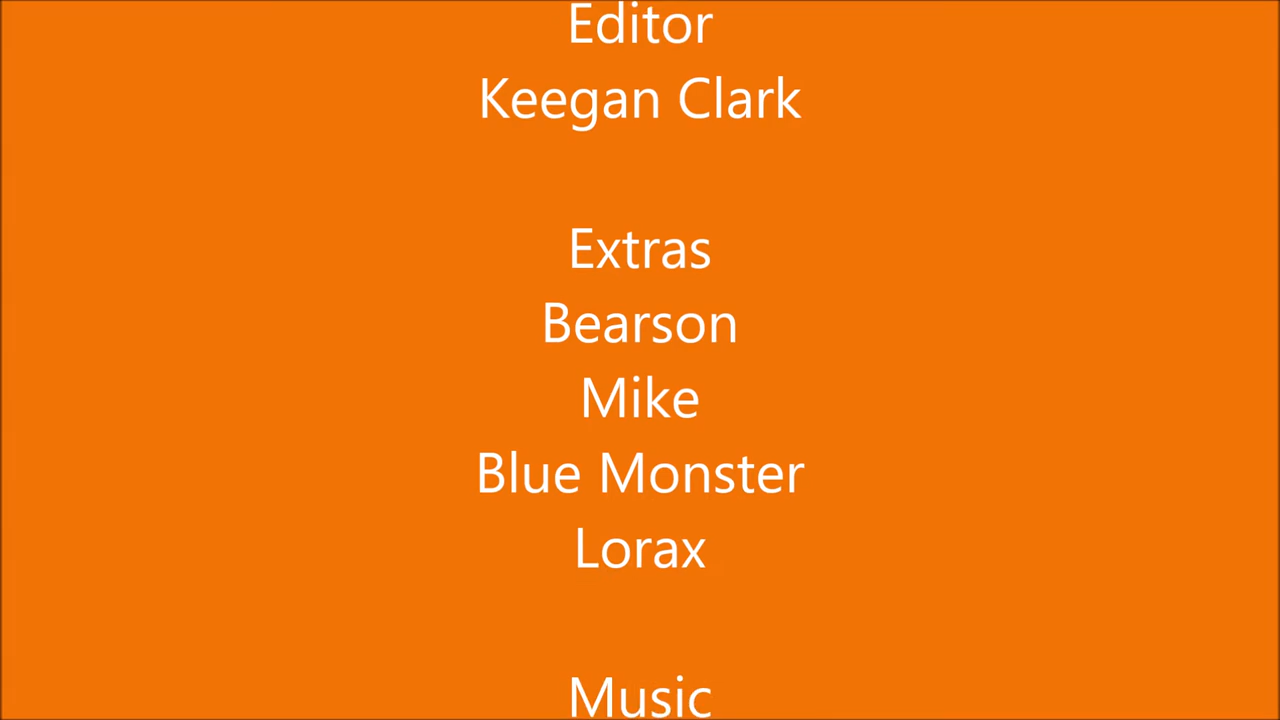 Editor
Keegan Clark
Extras
Bearson
Mike
Blue Monster
Lorax
Music